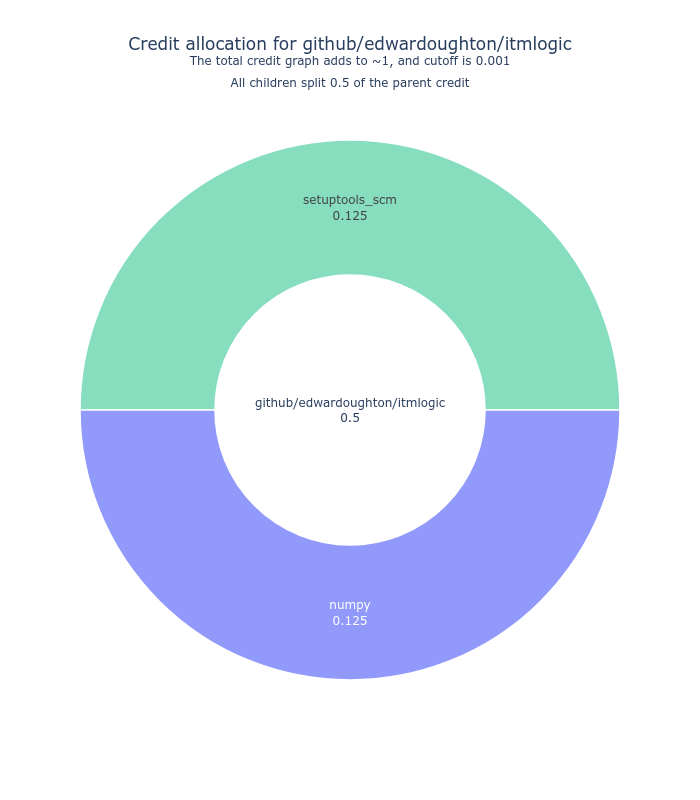 Credit allocation for github/edwardoughton/itmlogic
The total credit graph adds to ~1, and cutoff is 0.001
All children split 0.5 of the parent credit
setuptools_scm
0.125
github/edwardoughton/itmlogic
0.5
numpy
0.125